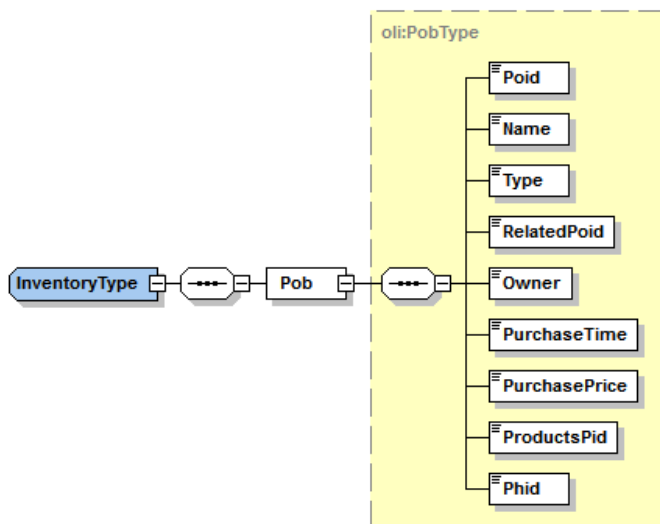 oli:PobType
Poid
Name
Type
RelatedPoid
InventoryType
Pob
Owner
PurchaseTime
PurchasePrice
ProductsPid
Phid